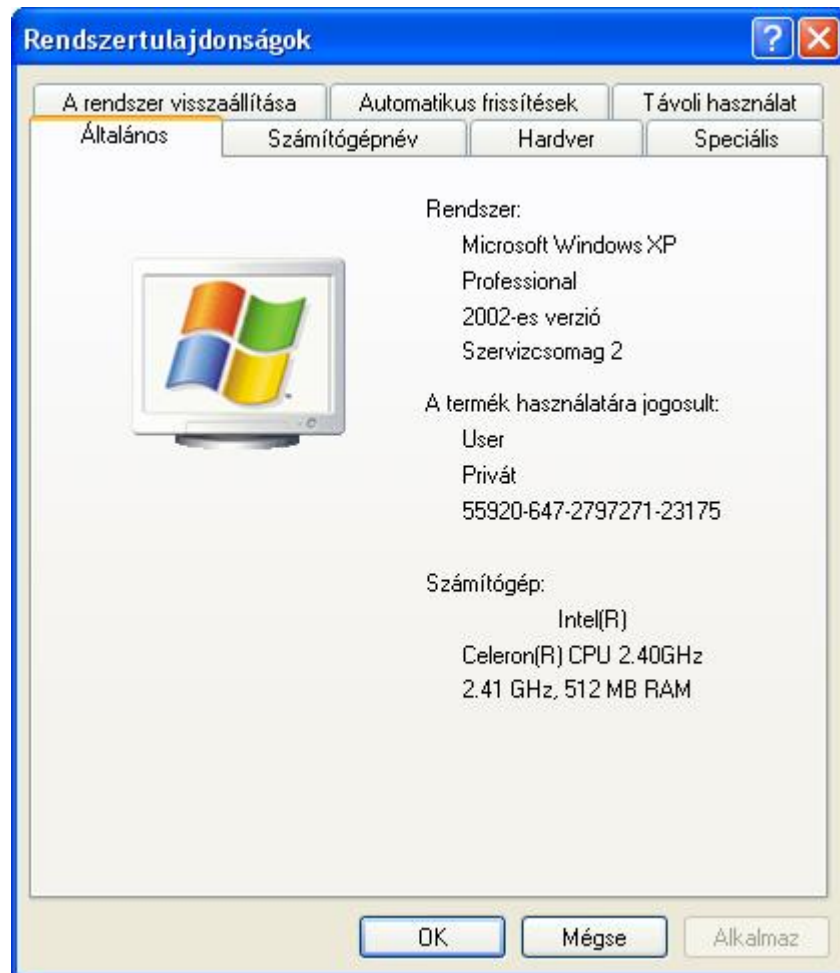 Rendszertulajdonságok
A rendszer visszaállítása Automatikus frissítések Távoli használat
Általános Számítógépnév Hardver Speciális
Rendszer:
Microsoft Windows XP
Professional
2002-es verzió
Szervizcsomag 2
A termék használatára jogosult:
User
Privát
55920-647-2797271-23175
Számítógép:
Intel(R)
Celeron(R) CPU 2.40GHz
2.41 GHz, 512 MB RAM
OK Mégse Alkalmaz